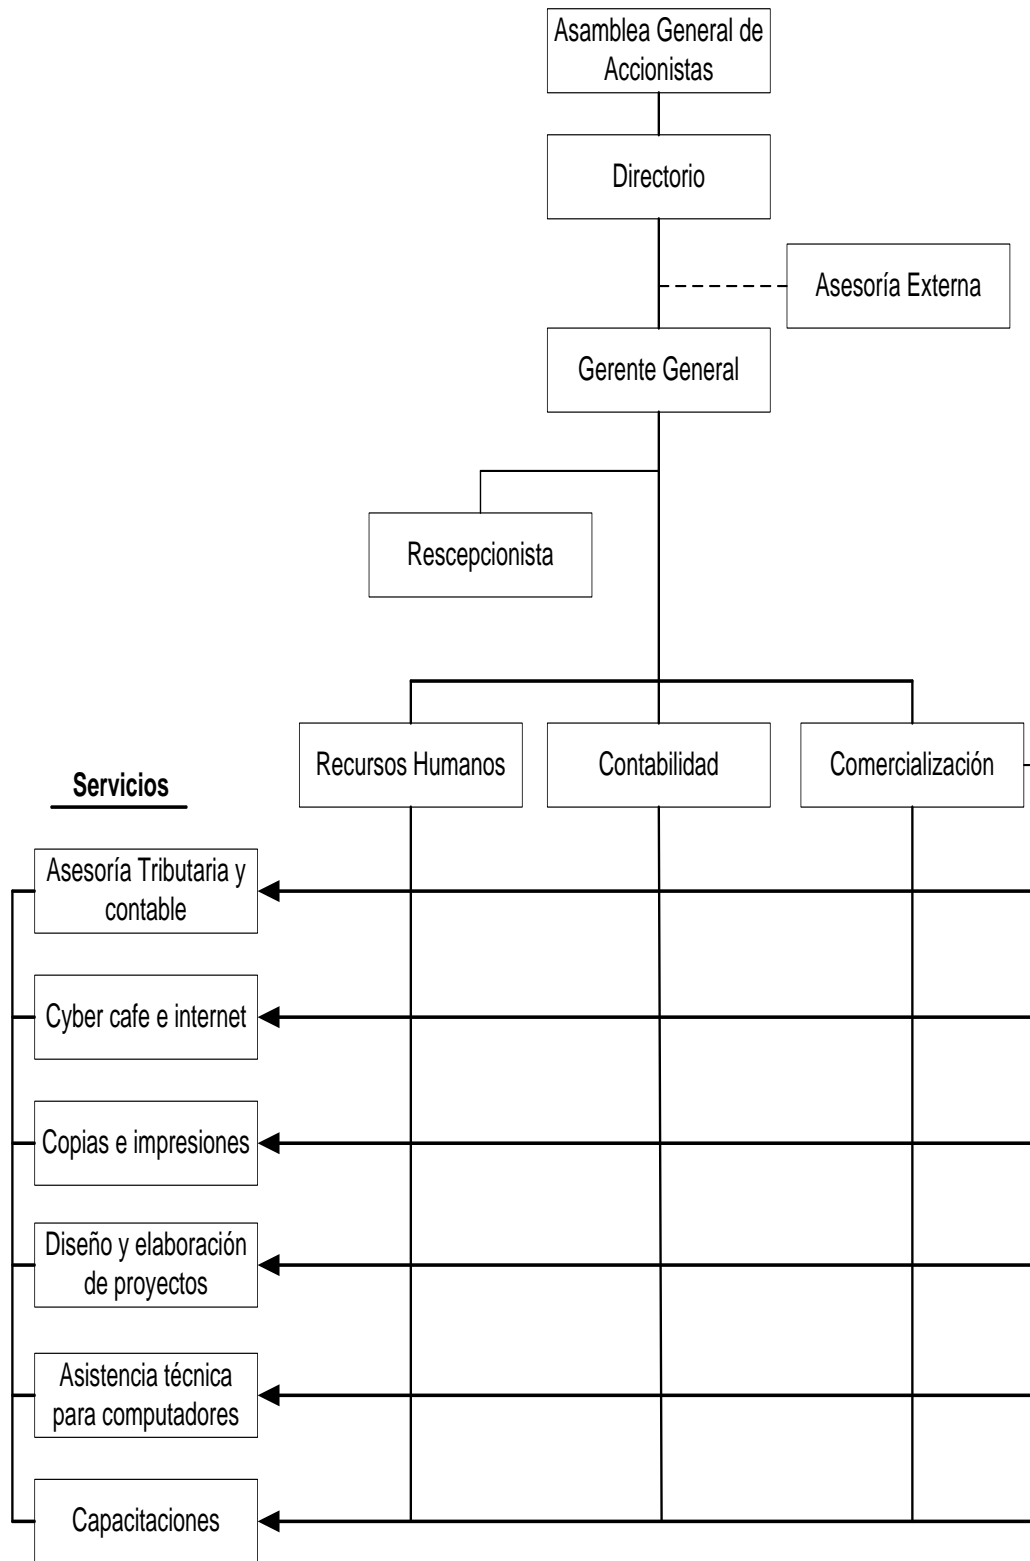 Asamblea General de
Accionistas
Directorio
Asesoría Externa
Gerente General
Rescepcionista
Recursos Humanos
Contabilidad
Comercialización
Servicios
Asesoría Tributaria y
contable
Cyber cafe e internet
Copias e impresiones
Diseño y elaboración
de proyectos
Asistencia técnica
para computadores
Capacitaciones